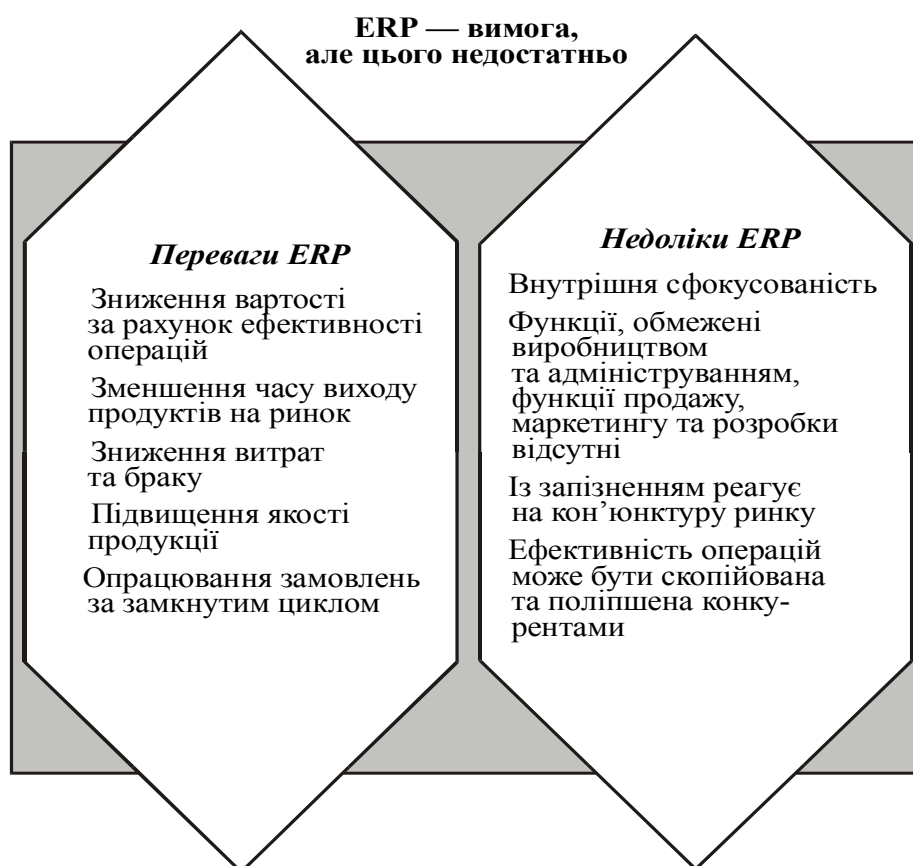 ERP — вимога,
але цього недостатньо
Переваги ERP
Зниження вартості
за рахунок ефективності
операцій
Зменшення часу виходу
продуктів на ринок
Зниження витрат
та браку
Підвищення якості
продукції
Опрацювання замовлень
за замкнутим циклом
Недоліки ERP
Внутрішня сфокусованість
Функції, обмежені
виробництвом
та адмініструванням,
функції продажу,
маркетингу та розробки
відсутні
Із запізненням реагує
на кон’юнктуру ринку
Ефективність операцій
може бути скопійована
та поліпшена конку-
рентами